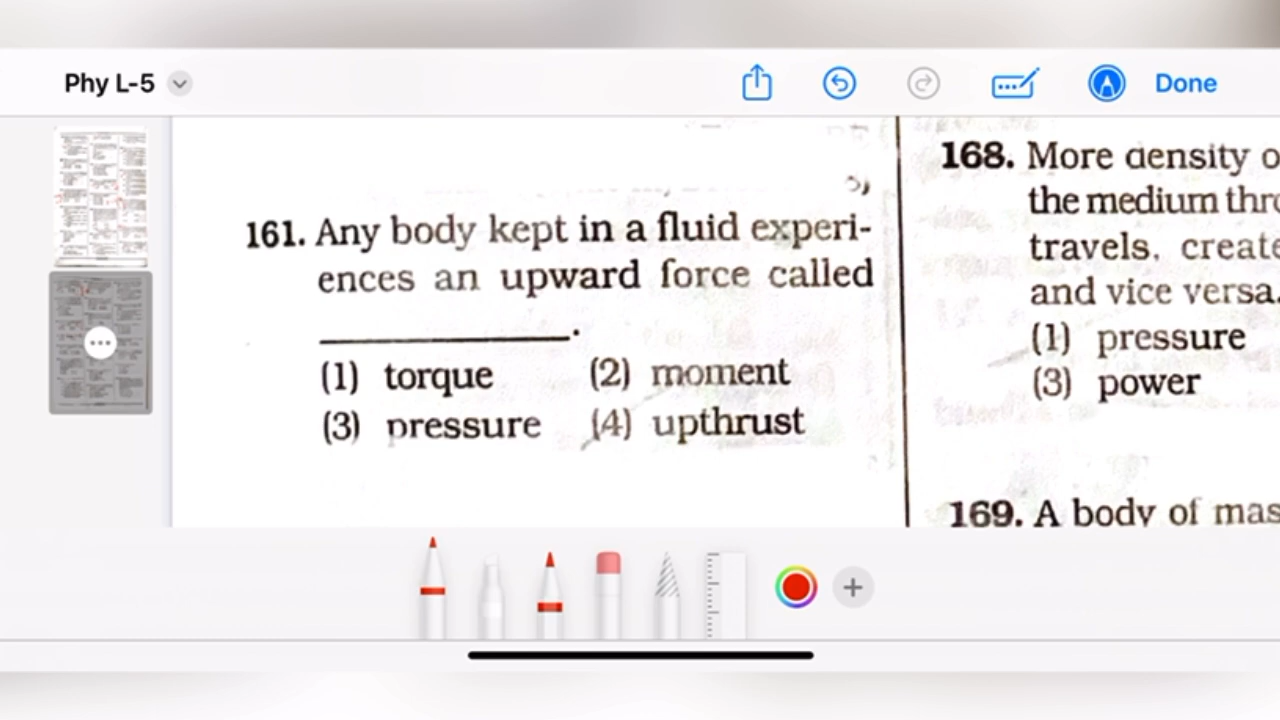 Phy L-5
Done
161. Any body kept in a fluid experi-
ences an upward force called
____________.
(1) torque (2) moment
(3) pressure (4) upthrust
168. More density o
the medium thr
travels, create
and vice versa.
(1) pressure
(3) power
169. A body of mas